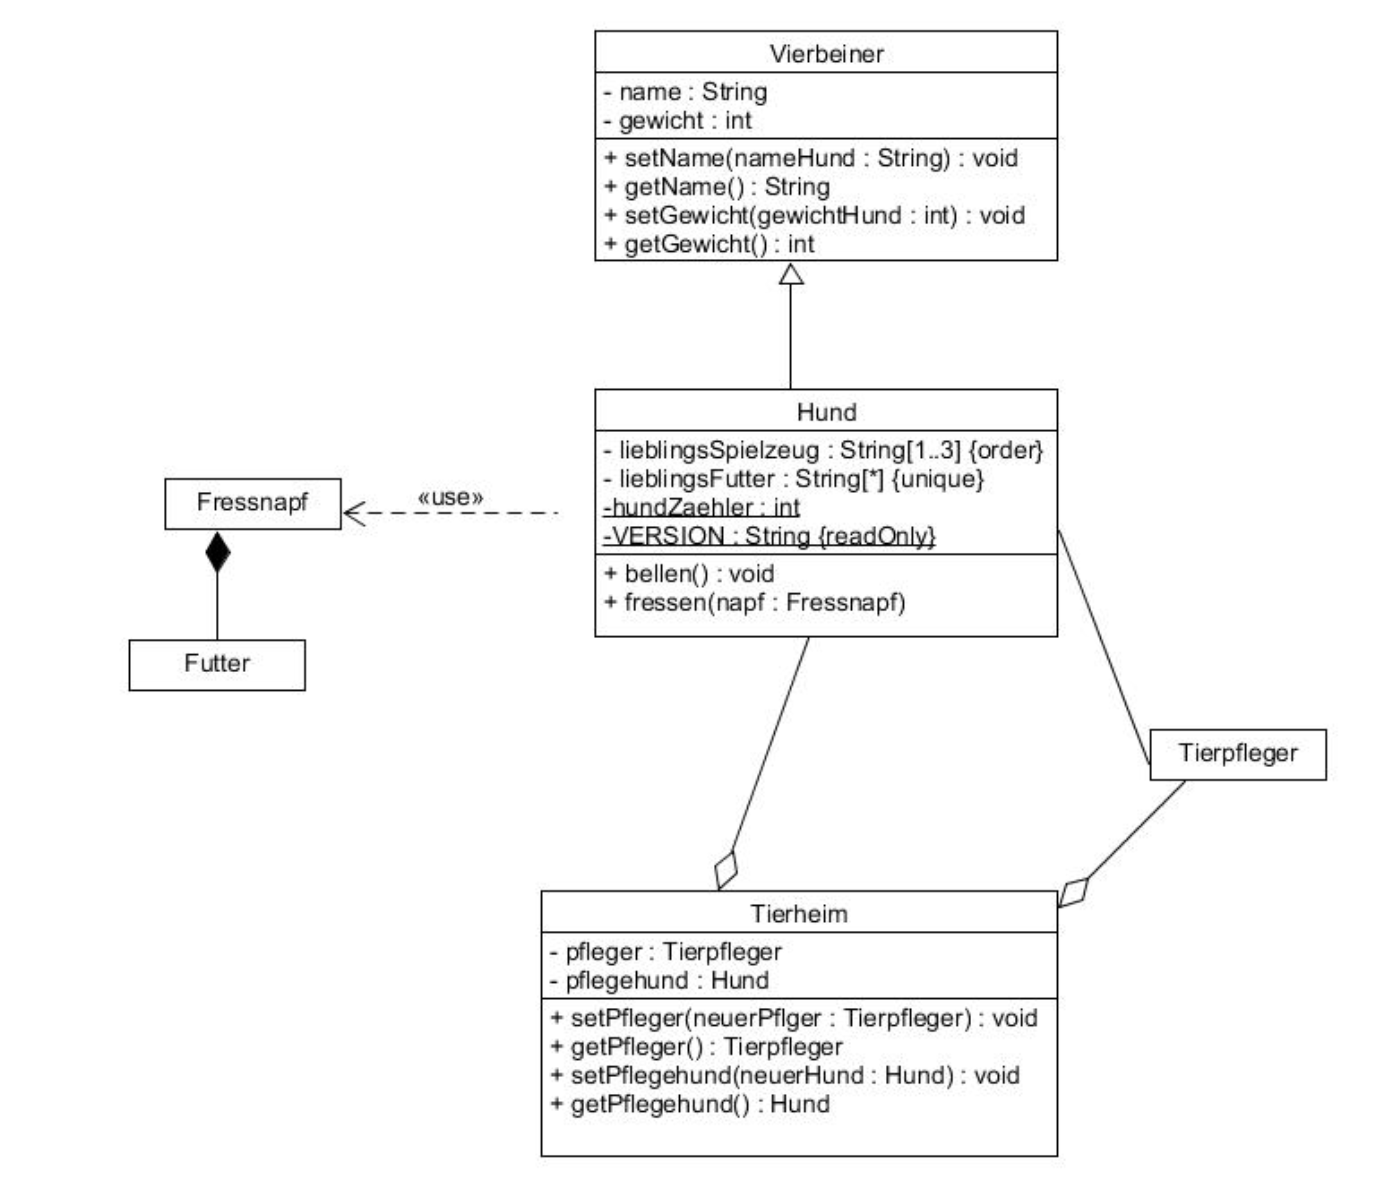 Vierbeiner
- name : String
- gewicht : int
+ setName(nameHund : String) : void
+ getName() : String
+ setGewicht(gewichtHund : int) : void
+ getGewicht() : int
Hund
- lieblingsSpielzeug : String[1..3] {order}
- lieblingsFutter : String[*] {unique}
-hundZaehler : int
-VERSION : String {readOnly}
+ bellen() : void
+ fressen(napf : Fressnapf)
«use»
Fressnapf
Futter
Tierpfleger
Tierheim
- pfleger : Tierpfleger
- pflegehund : Hund
+ setPfleger(neuerPflger : Tierpfleger) : void
+ getPfleger() : Tierpfleger
+ setPflegehund(neuerHund : Hund) : void
+ getPflegehund() : Hund